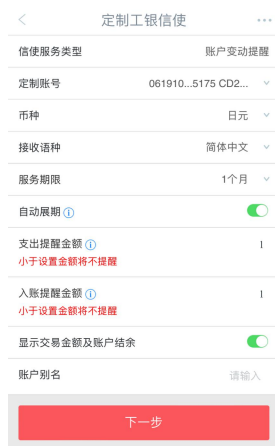 定制工银信使
信使服务类型 账户变动提醒
定制账号 061910...5175 CD2...
币种 日元
接收语种 简体中文
服务期限 1个月
自动展期
支出提醒金额 1
小于设置金额将不提醒
入账提醒金额 1
小于设置金额将不提醒
显示交易金额及账户结余
账户别名 请输入
下一步